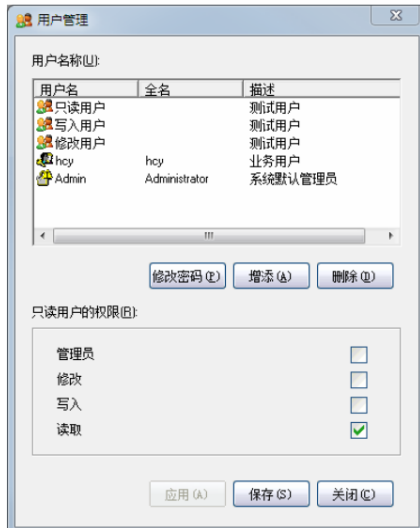 用户管理
用户名称(U):
用户名 全名 描述
只读用户 测试用户
写入用户 测试用户
修改用户 测试用户
hcy hcy 业务用户
Admin Administrator 系统默认管理员
修改密码(P) 增添(A) 删除(D)
只读用户的权限(R):
管理员
修改
写入
读取
应用(A) 保存(S) 关闭(C)